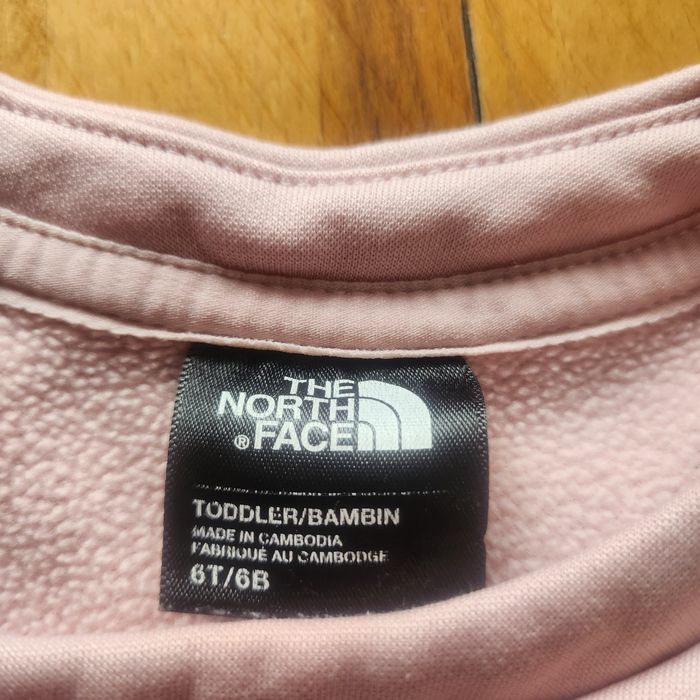 THE
NORTH
® FACE
TODDLER/BAMBIN
MADE IN CAMBODIA
FABRIQUÉ AU CAMBODGE
6T/6B